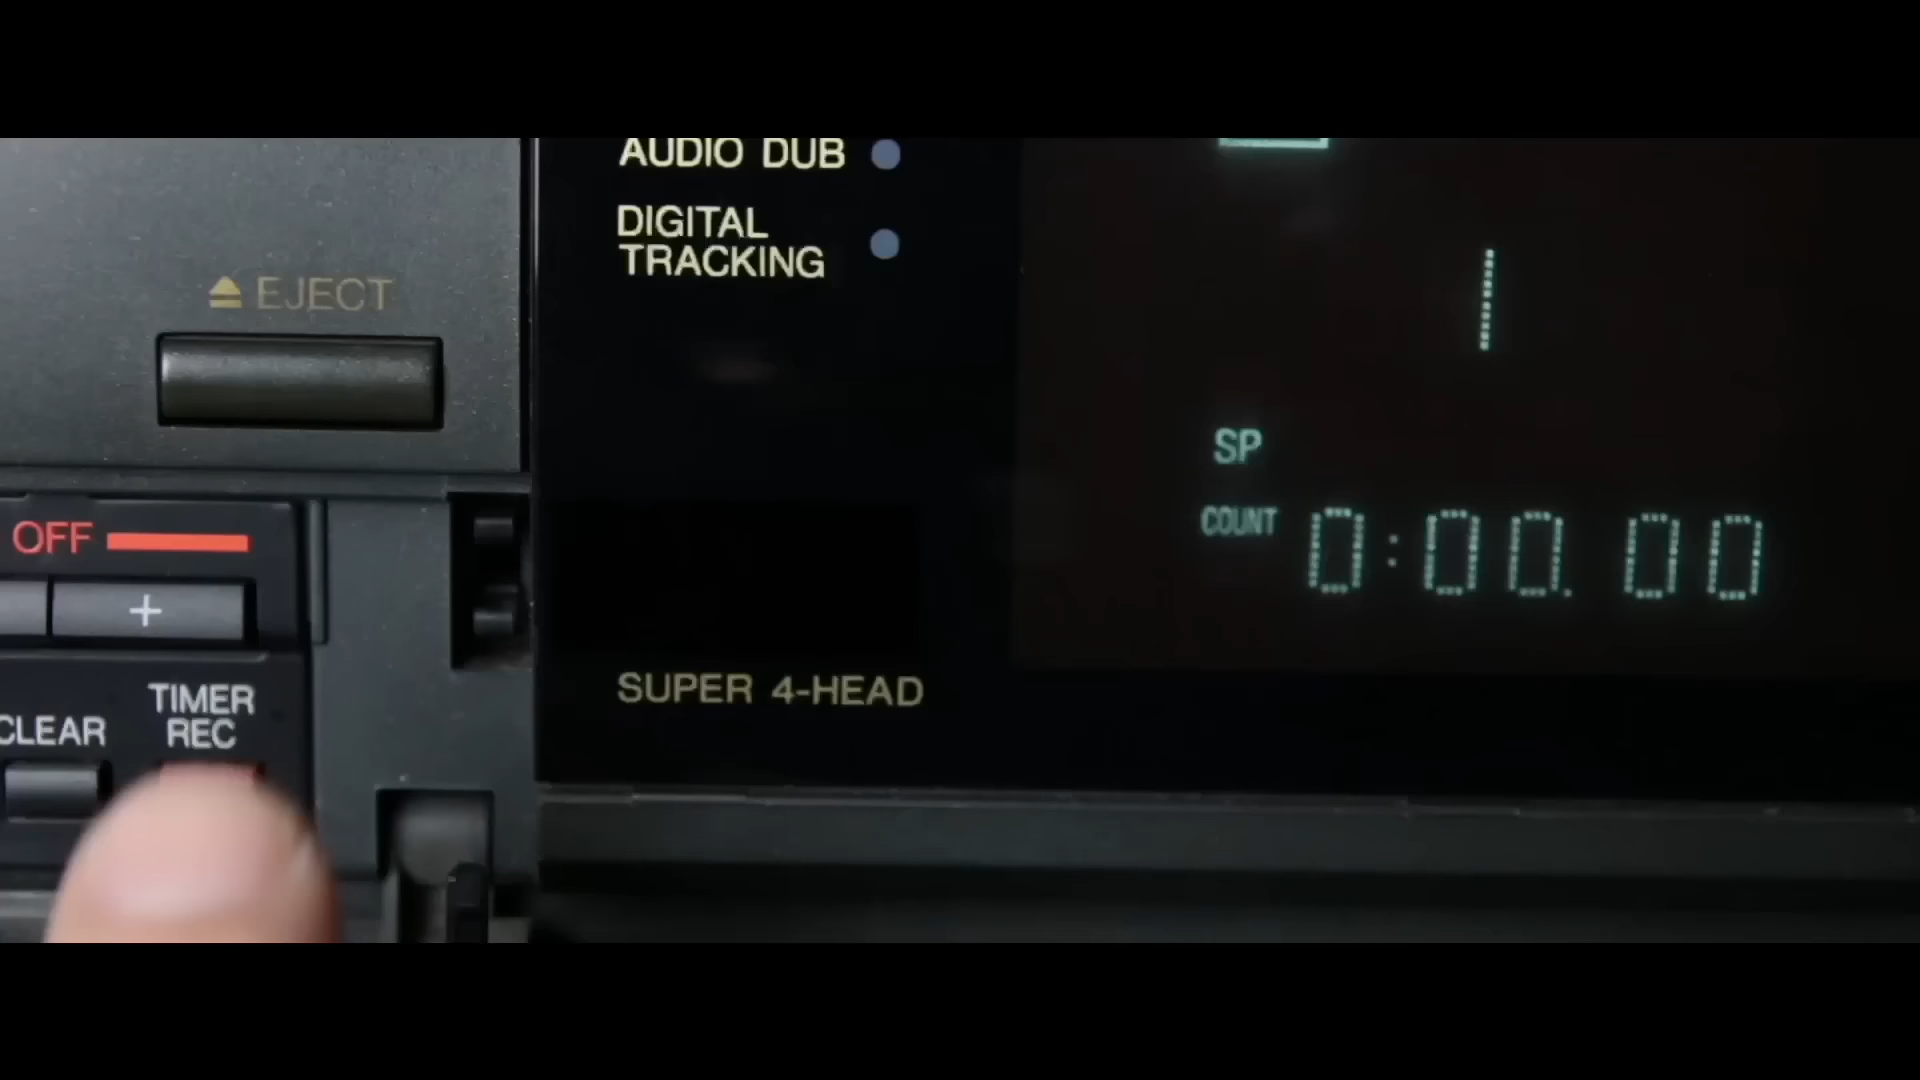 AUDIO DUB
DIGITAL
TRACKING
EJECT
SP
COUNT 0:00.00
OFF
+
SUPER 4-HEAD
CLEAR
TIMER
REC